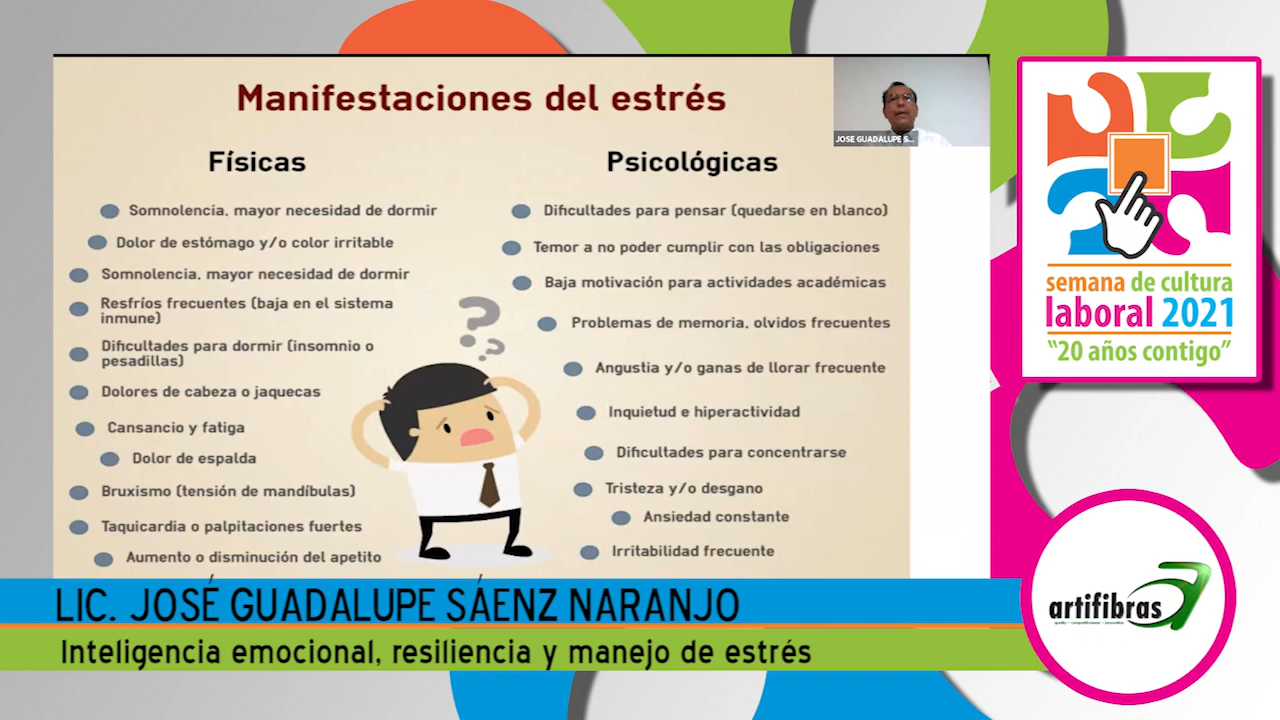 Manifestaciones del estrés
JOSE GUADALUPE S...
Físicas
Somnolencia, mayor necesidad de dormir
Dolor de estómago y/o color irritable
Somnolencia, mayor necesidad de dormir
Resfríos frecuentes (baja en el sistema
inmune)
Dificultades para dormir (insomnio o
pesadillas)
Dolores de cabeza o jaquecas
Cansancio y fatiga
Dolor de espalda
Bruxismo (tensión de mandíbulas)
Taquicardia o palpitaciones fuertes
Aumento o disminución del apetito
Psicológicas
Dificultades para pensar (quedarse en blanco)
Temor a no poder cumplir con las obligaciones
Baja motivación para actividades académicas
Problemas de memoria, olvidos frecuentes
Angustia y/o ganas de llorar frecuente
Inquietud e hiperactividad
Dificultades para concentrarse
Tristeza y/o desgano
Ansiedad constante
Irritabilidad frecuente
? ?
semana de cultura
laboral 2021
"20 años contigo"
artifibras
LIC. JOSÉ GUADALUPE SÁENZ NARANJO
Inteligencia emocional, resiliencia y manejo de estrés